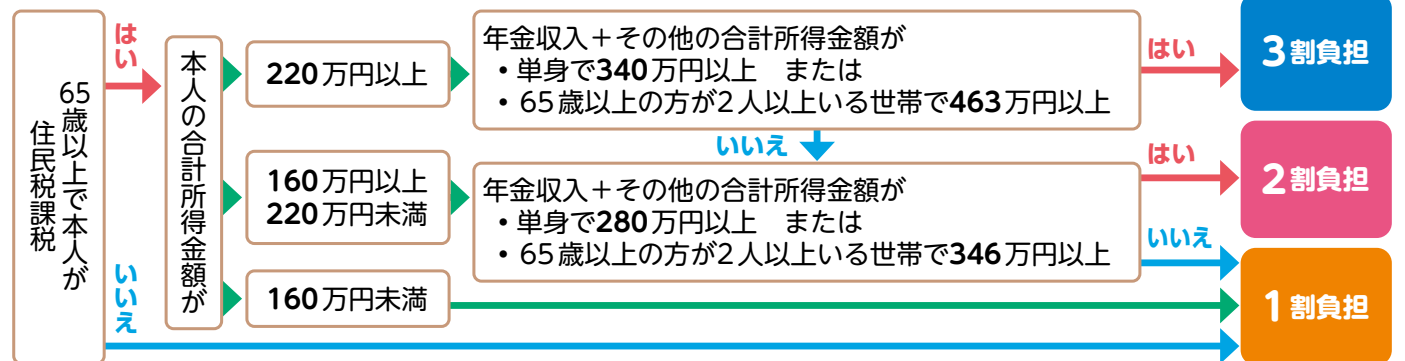 65歳以上で本人が
住民税課税
はい
いいえ
本人の合計所得金額が
220万円以上
年金収入＋その他の合計所得金額が
・単身で340万円以上　または
・65歳以上の方が2人以上いる世帯で463万円以上
はい
3割負担
いいえ
160万円以上
220万円未満
年金収入＋その他の合計所得金額が
・単身で280万円以上　または
・65歳以上の方が2人以上いる世帯で346万円以上
はい
2割負担
いいえ
160万円未満
1割負担